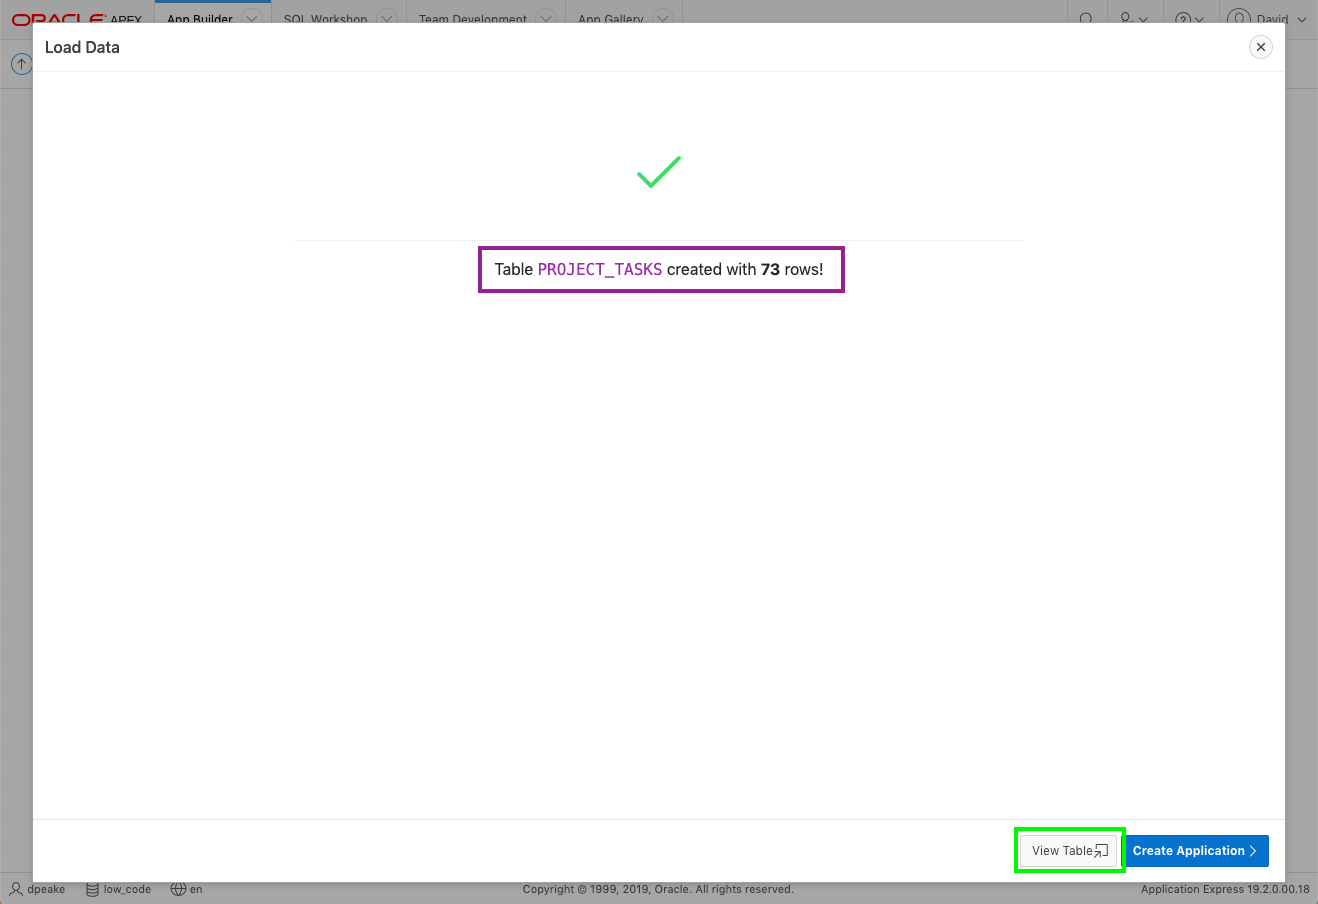 ORACLE APEX App Builder SQL Workshop Team Development App Gallery David
Load Data
Table PROJECT_TASKS created with 73 rows!
View Table Create Application
dpeake low_code en Copyright © 1999, 2019, Oracle. All rights reserved. Application Express 19.2.0.00.18